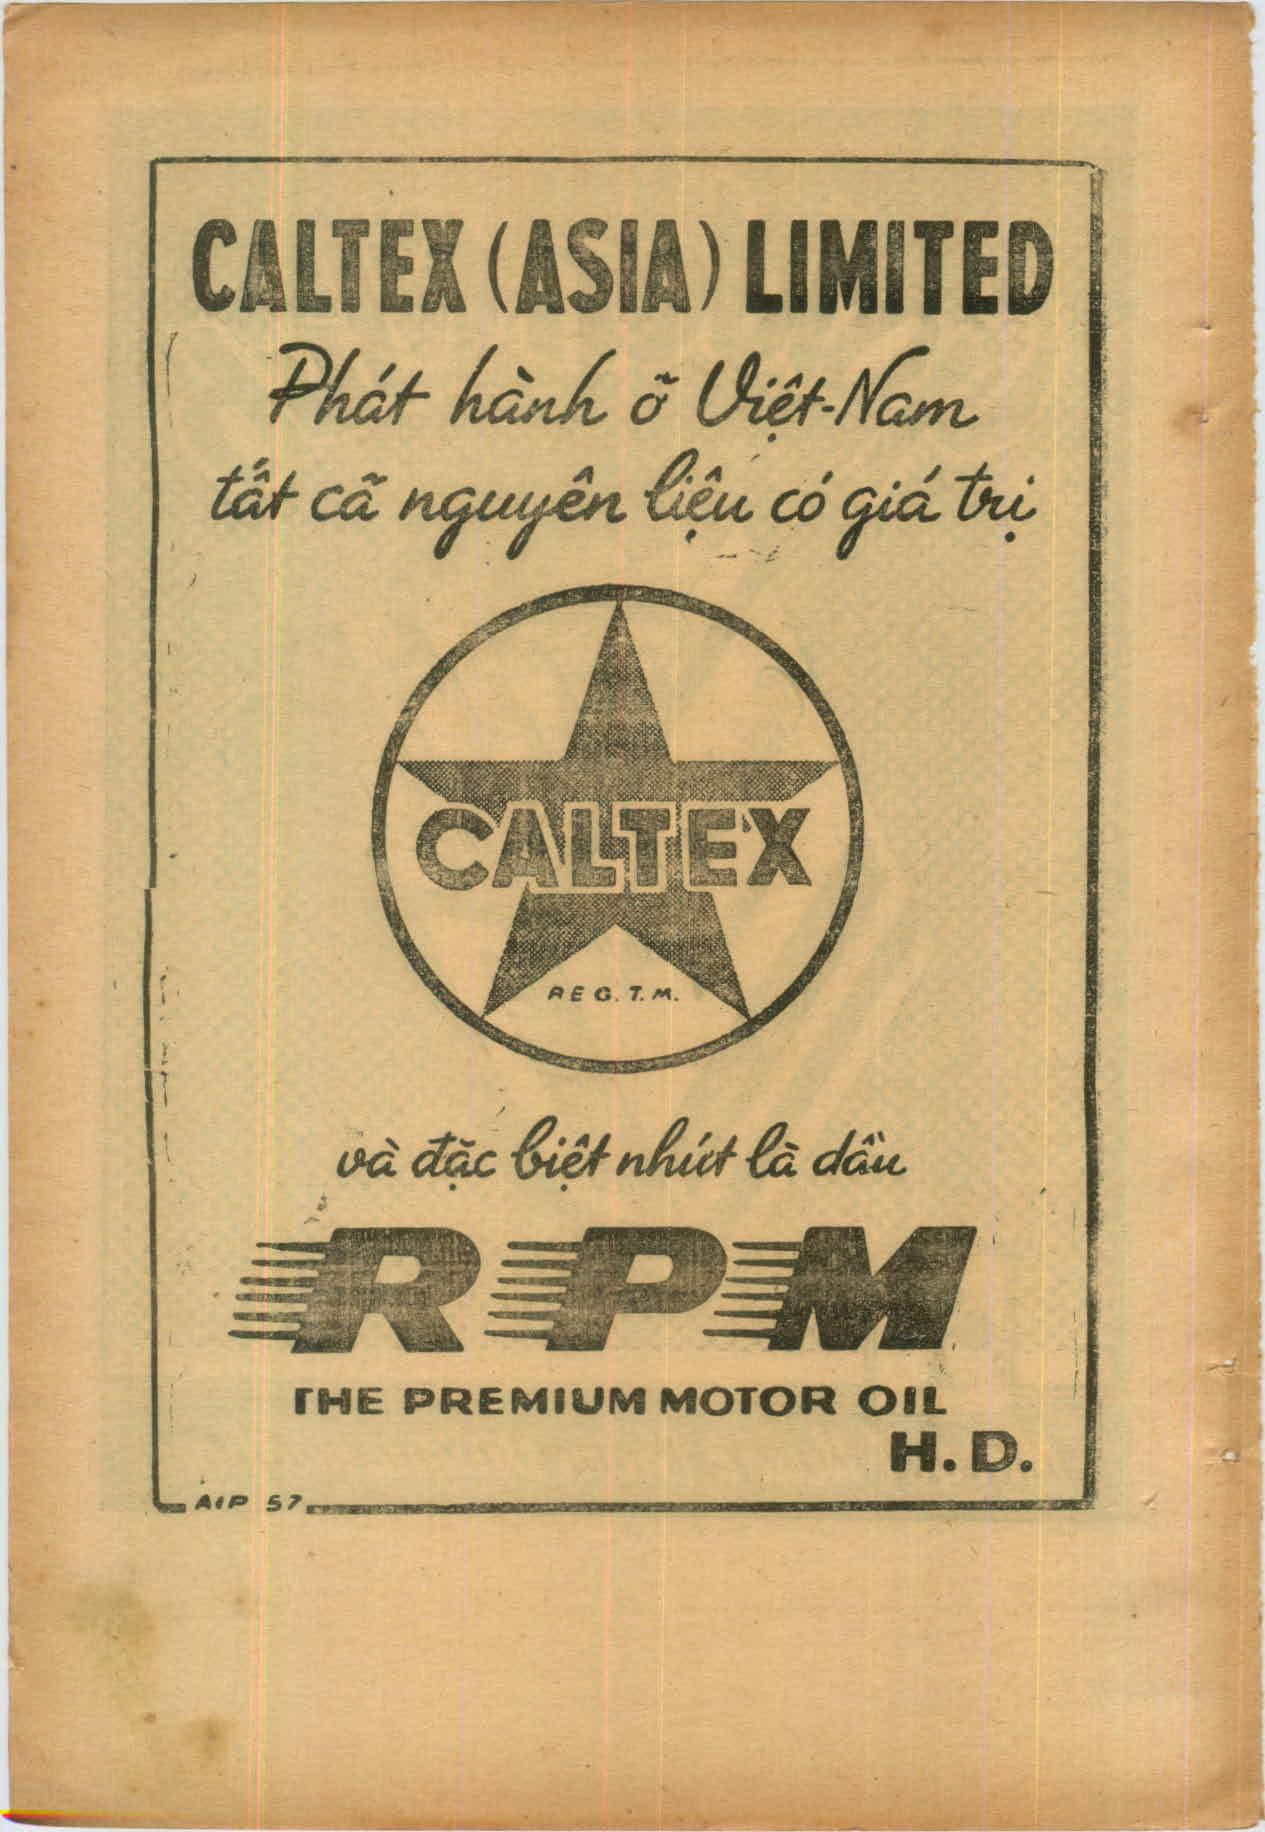 CALTEX (ASIA) LIMITED
Phát hành ỡ Việt-Nam
tất cã nguyên liệu có giá trị
CALTEX
REG. T. M.
và đặc biệt nhứt là dầu
RPM
THE PREMIUM MOTOR OIL
H. D.
AIP 57